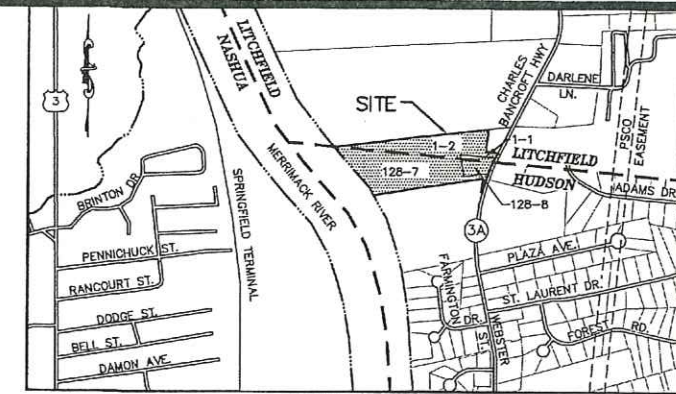 3
LITCHFIELD
NASHUA
SITE
CHARLES
BANCROFT HWY
DARLENE
LN.
PSCO
EASEMENT
1-2
1-1
LITCHFIELD
HUDSON
128-7
128-8
ADAMS DR
BRINTON DR.
SPRINGFIELD TERMINAL
MERRIMACK RIVER
3A
PLAZA AVE.
PENNICHUCK ST.
RANCOURT ST.
FARMINGTON
DR.
ST. LAURENT DR.
DODGE ST.
BELL ST.
DAMON AVE.
WEBSTER
ST.
FOREST RD.